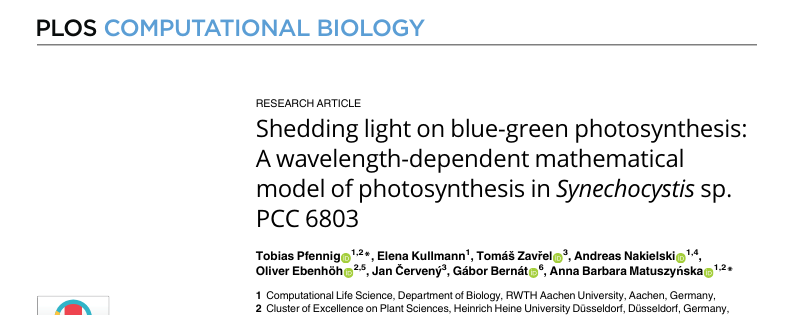 PLOS COMPUTATIONAL BIOLOGY
RESEARCH ARTICLE
Shedding light on blue-green photosynthesis:
A wavelength-dependent mathematical
model of photosynthesis in Synechocystis sp.
PCC 6803
Tobias Pfennig1,2*, Elena Kullmann1, Tomáš Zavřel3, Andreas Nakielski1,4,
Oliver Ebenhöh2,5, Jan Červený3, Gábor Bernát6, Anna Barbara Matuszyńska1,2*
1 Computational Life Science, Department of Biology, RWTH Aachen University, Aachen, Germany,
2 Cluster of Excellence on Plant Sciences, Heinrich Heine University Düsseldorf, Düsseldorf, Germany,